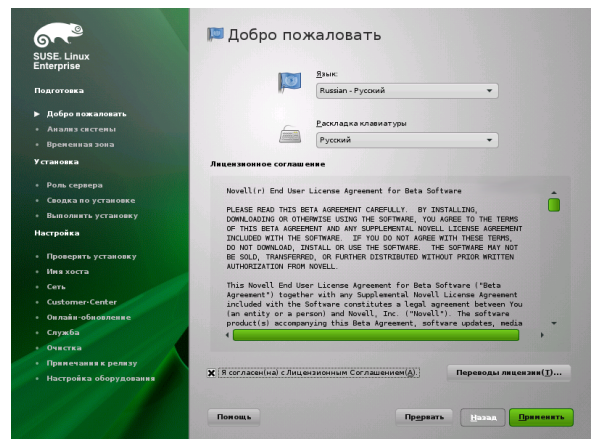 SUSE. Linux
Enterprise
Подготовка
Добро пожаловать
Анализ системы
Временная зона
Установка
Роль сервера
Сводка по установке
Выполнить установку
Настройка
Проверить установку
Имя хоста
Сеть
Customer-Center
Онлайн-обновление
Служба
Очистка
Примечания к релизу
Настройка оборудования
Добро пожаловать
Язык:
Russian - Русский
Раскладка клавиатуры
Русский
Лицензионное соглашение
Novell(r) End User License Agreement for Beta Software
PLEASE READ THIS BETA AGREEMENT CAREFULLY. BY INSTALLING,
DOWNLOADING OR OTHERWISE USING THE SOFTWARE, YOU AGREE TO THE TERMS
OF THIS BETA AGREEMENT AND ANY SUPPLEMENTAL NOVELL LICENSE AGREEMENT
INCLUDED WITH THE SOFTWARE. IF YOU DO NOT AGREE WITH THESE TERMS,
DO NOT DOWNLOAD, INSTALL OR USE THE SOFTWARE. THE SOFTWARE MAY NOT
BE SOLD, TRANSFERRED, OR FURTHER DISTRIBUTED WITHOUT PRIOR WRITTEN
AUTHORIZATION FROM NOVELL.
This Novell End User License Agreement for Beta Software ("Beta
Agreement") together with any Supplemental Novell License Agreement
included with the Software constitutes a legal agreement between You
(an entity or a person) and Novell, Inc. ("Novell"). The software
product(s) accompanying this Beta Agreement, software updates, media
Я согласен(на) с Лицензионным Соглашением(A).
Переводы лицензии(T)...
Помощь
Прервать
Назад
Применить